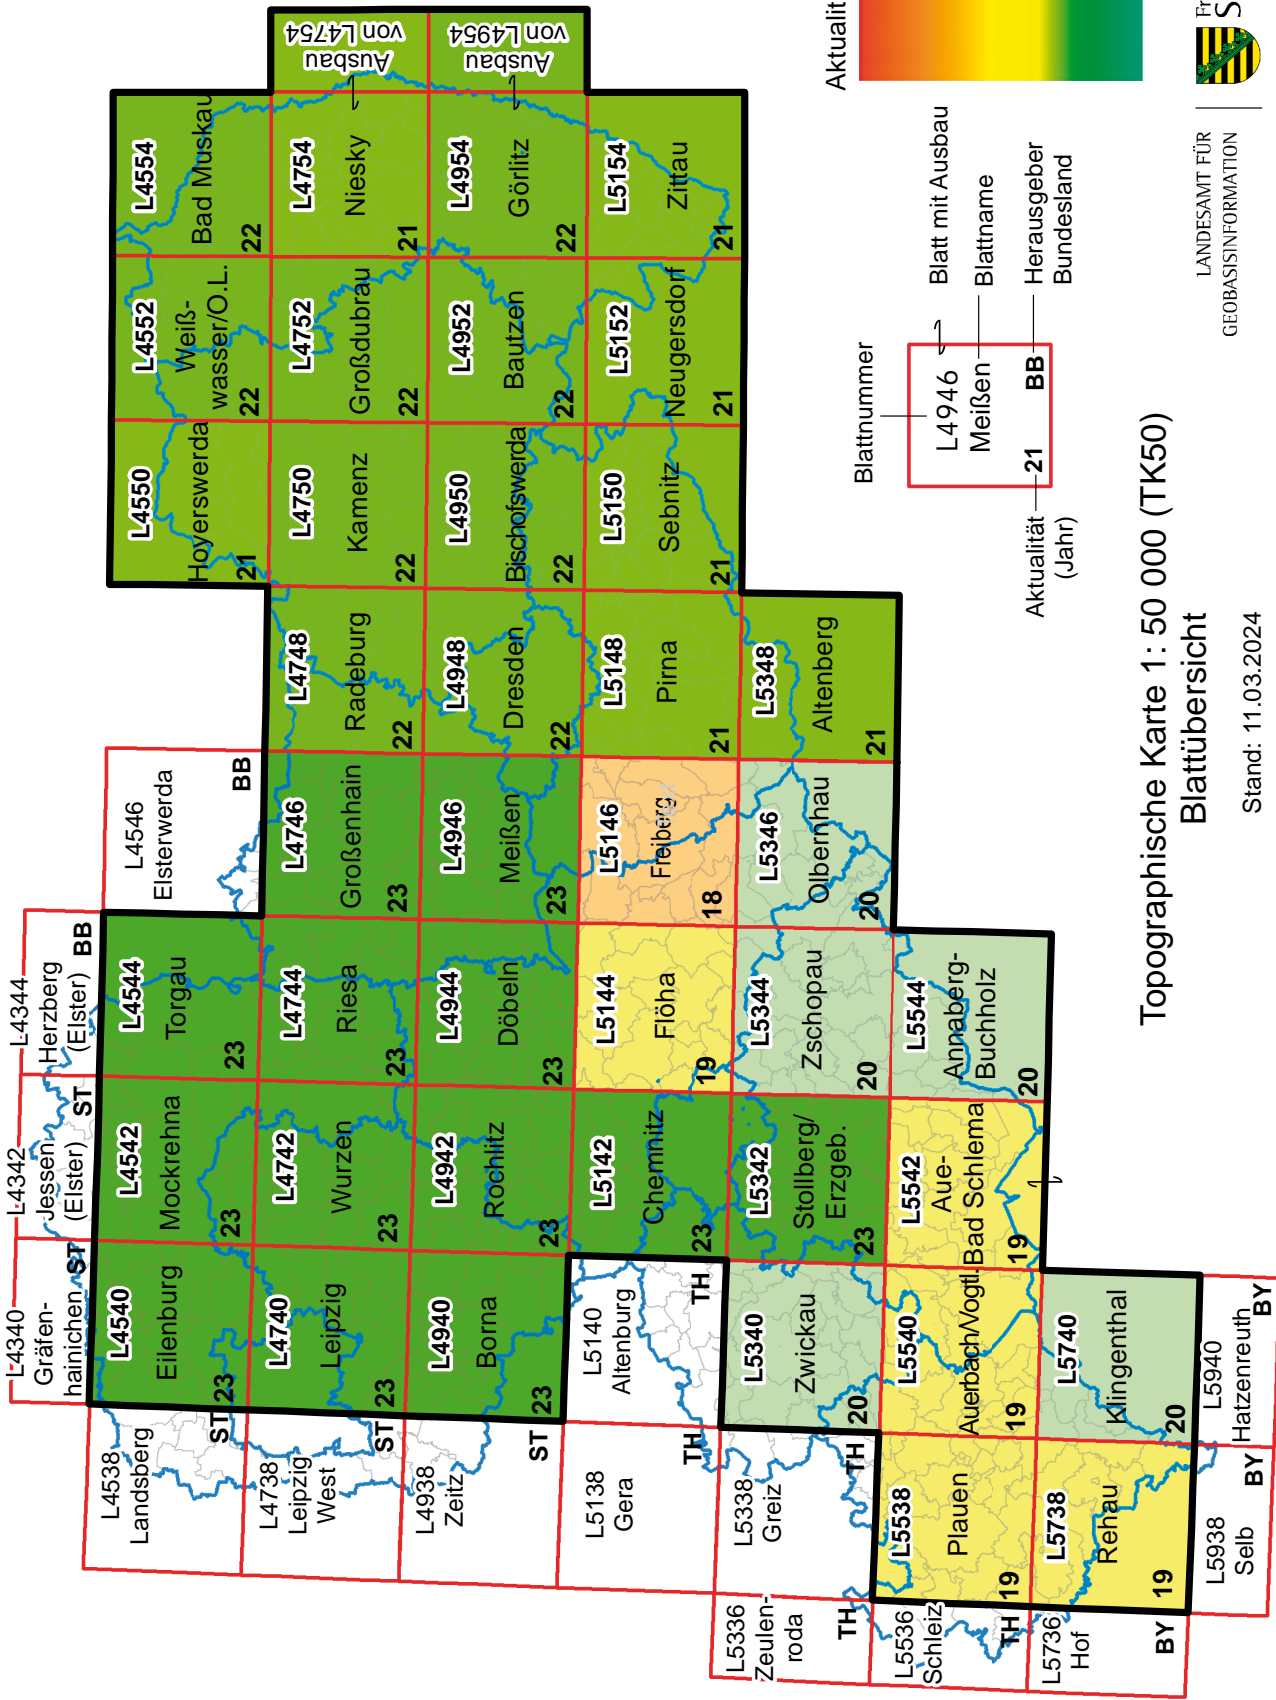 L4340
Gräfen-
hainichen
ST
L4342
Jessen
(Elster)
ST
L4344
Herzberg
(Elster)
BB
L4538
Landsberg
ST
L4540
Eilenburg
23
L4542
Mockrehna
23
L4544
Torgau
23
L4546
Elsterwerda
BB
L4550
Hoyerswerda
21
L4552
Weiß-
wasser/O.L.
22
L4554
Bad Muskau
22
L4738
Leipzig
West
ST
L4740
Leipzig
23
L4742
Wurzen
23
L4744
Riesa
23
L4746
Großenhain
23
L4748
Radeburg
22
L4750
Kamenz
22
L4752
Großdubrau
22
L4754
Niesky
21
Ausbau
von L4754
L4938
Zeitz
ST
L4940
Borna
23
L4942
Rochlitz
23
L4944
Döbeln
23
L4946
Meißen
23
L4948
Dresden
22
L4950
Bischofswerda
22
L4952
Bautzen
22
L4954
Görlitz
22
Ausbau
von L4954
L5138
Gera
TH
L5140
Altenburg
TH
L5142
Chemnitz
23
L5144
Flöha
19
L5146
Freiberg
18
L5148
Pirna
21
L5150
Sebnitz
21
L5152
Neugersdorf
21
L5154
Zittau
21
L5336
Zeulen-
roda
TH
L5338
Greiz
TH
L5340
Zwickau
20
L5342
Stollberg/
Erzgeb.
23
L5344
Zschopau
20
L5346
Olbernhau
20
L5348
Altenberg
21
L5536
Schleiz
TH
L5538
Plauen
19
L5540
Auerbach/Vogtl.
19
L5542
Aue-
Bad Schlema
19
L5544
Annaberg-
Buchholz
20
L5736
Hof
BY
L5738
Rehau
19
L5740
Klingenthal
20
L5938
Selb
BY
L5940
Hatzenreuth
BY
Blattnummer
L4946
Meißen
21
BB
Blatt mit Ausbau
Blattname
Herausgeber
Bundesland
Aktualität
(Jahr)
Aktualit
Topographische Karte 1: 50 000 (TK50)
Blattübersicht
Stand: 11.03.2024
LANDESAMT FÜR
GEOBASISINFORMATION
Fr
S